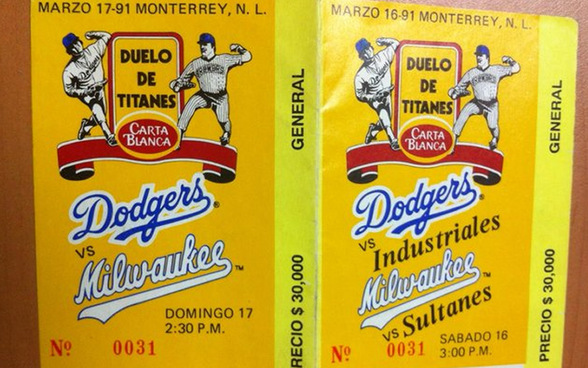 MARZO 17-91 MONTERREY, N. L.
DUELO
DE
TITANES
CARTA
BLANCA
Dodgers®
VS
Milwaukee™
DOMINGO 17
2:30 P.M.
Nº 0031
GENERAL
PRECIO $ 30,000
MARZO 16-91 MONTERREY, N. L.
DUELO
DE
TITANES
CARTA
BLANCA
Dodgers®
VS Industriales
Milwaukee™
VS Sultanes
SABADO 16
3:00 P.M.
Nº 0031
GENERAL
PRECIO $ 30,000